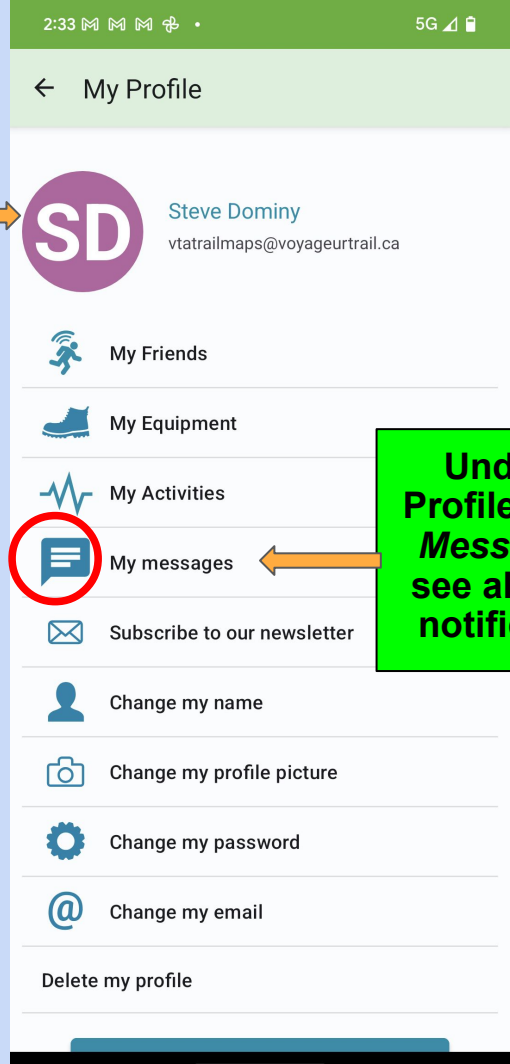 2:33
5G
My Profile
SD
Steve Dominy
vtatrailmaps@voyageurtrail.ca
My Friends
My Equipment
My Activities
My messages
Subscribe to our newsletter
Change my name
Change my profile picture
Change my password
@
Change my email
Delete my profile
Profile
see